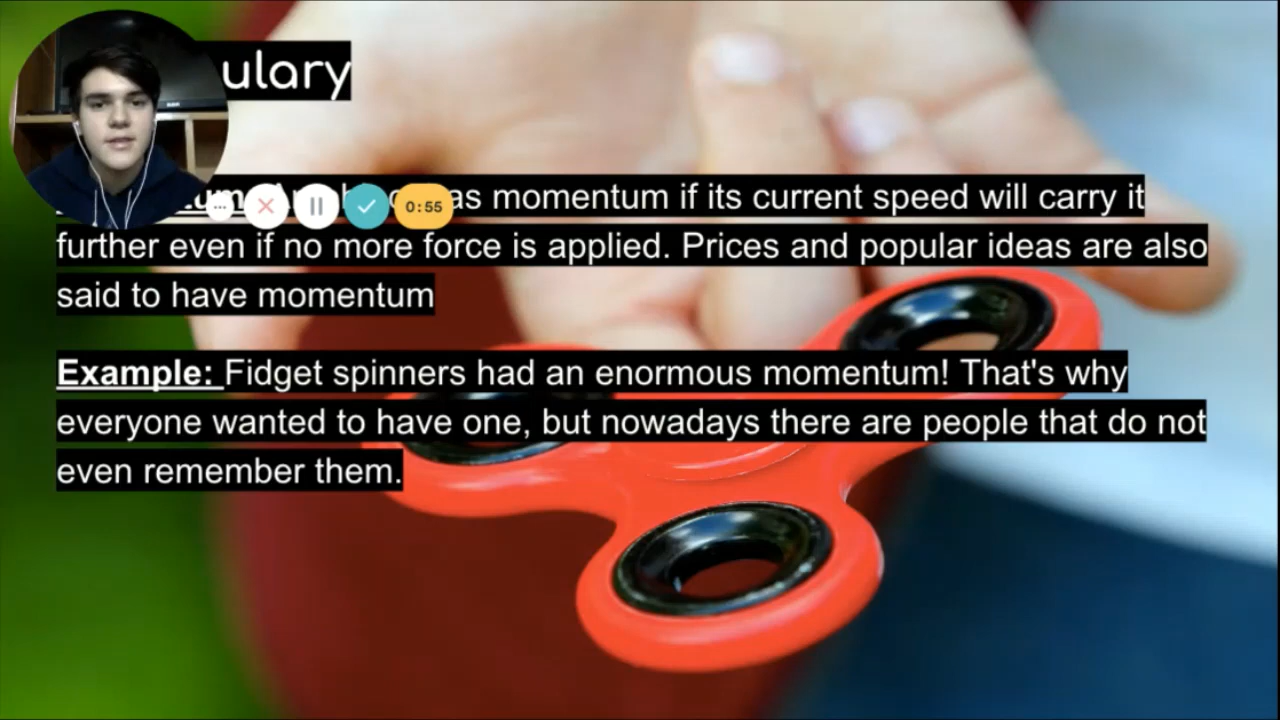 ulary
as momentum if its current speed will carry it
0:55
further even if no more force is applied. Prices and popular ideas are also
said to have momentum
Example: Fidget spinners had an enormous momentum! That's why
everyone wanted to have one, but nowadays there are people that do not
even remember them.